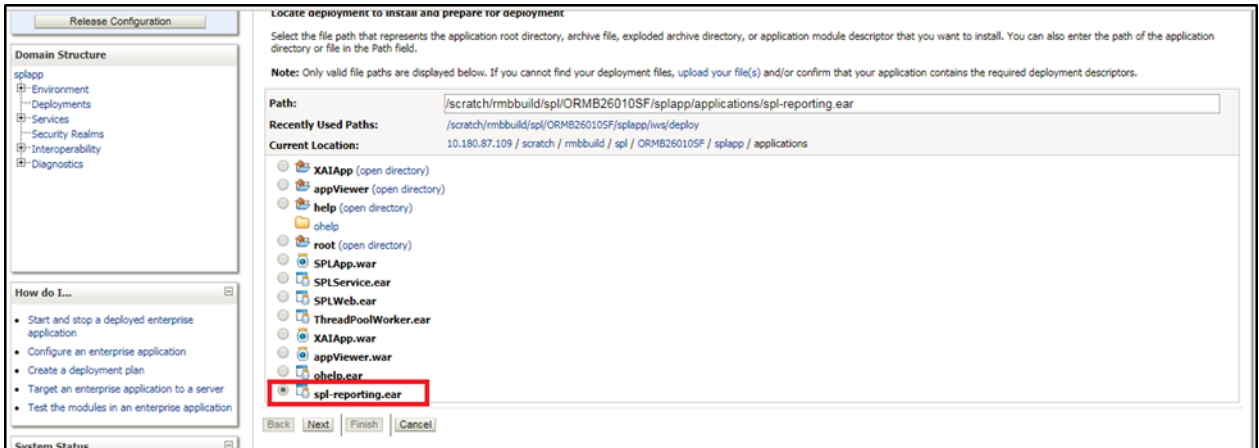 Release Configuration
Domain Structure
splapp
Environment
Deployments
Services
Security Realms
Interoperability
Diagnostics
How do I...
Start and stop a deployed enterprise
application
Configure an enterprise application
Create a deployment plan
Target an enterprise application to a server
Test the modules in an enterprise application
System Status
Locate deployment to install and prepare for deployment
Select the file path that represents the application root directory, archive file, exploded archive directory, or application module descriptor that you want to install. You can also enter the path of the application
directory or file in the Path field.
Note: Only valid file paths are displayed below. If you cannot find your deployment files, upload your file(s) and/or confirm that your application contains the required deployment descriptors.
Path: /scratch/rmbbuild/spl/ORMB26010SF/splapp/applications/spl-reporting.ear
Recently Used Paths: /scratch/rmbbuild/spl/ORMB26010SF/splapp/iws/deploy
Current Location: 10.180.87.109 / scratch / rmbbuild / spl / ORMB26010SF / splapp / applications
XAIApp (open directory)
appViewer (open directory)
help (open directory)
ohelp
root (open directory)
SPLApp.war
SPLService.ear
SPLWeb.ear
ThreadPoolWorker.ear
XAIApp.war
appViewer.war
ohelp.ear
spl-reporting.ear
Back Next Finish Cancel